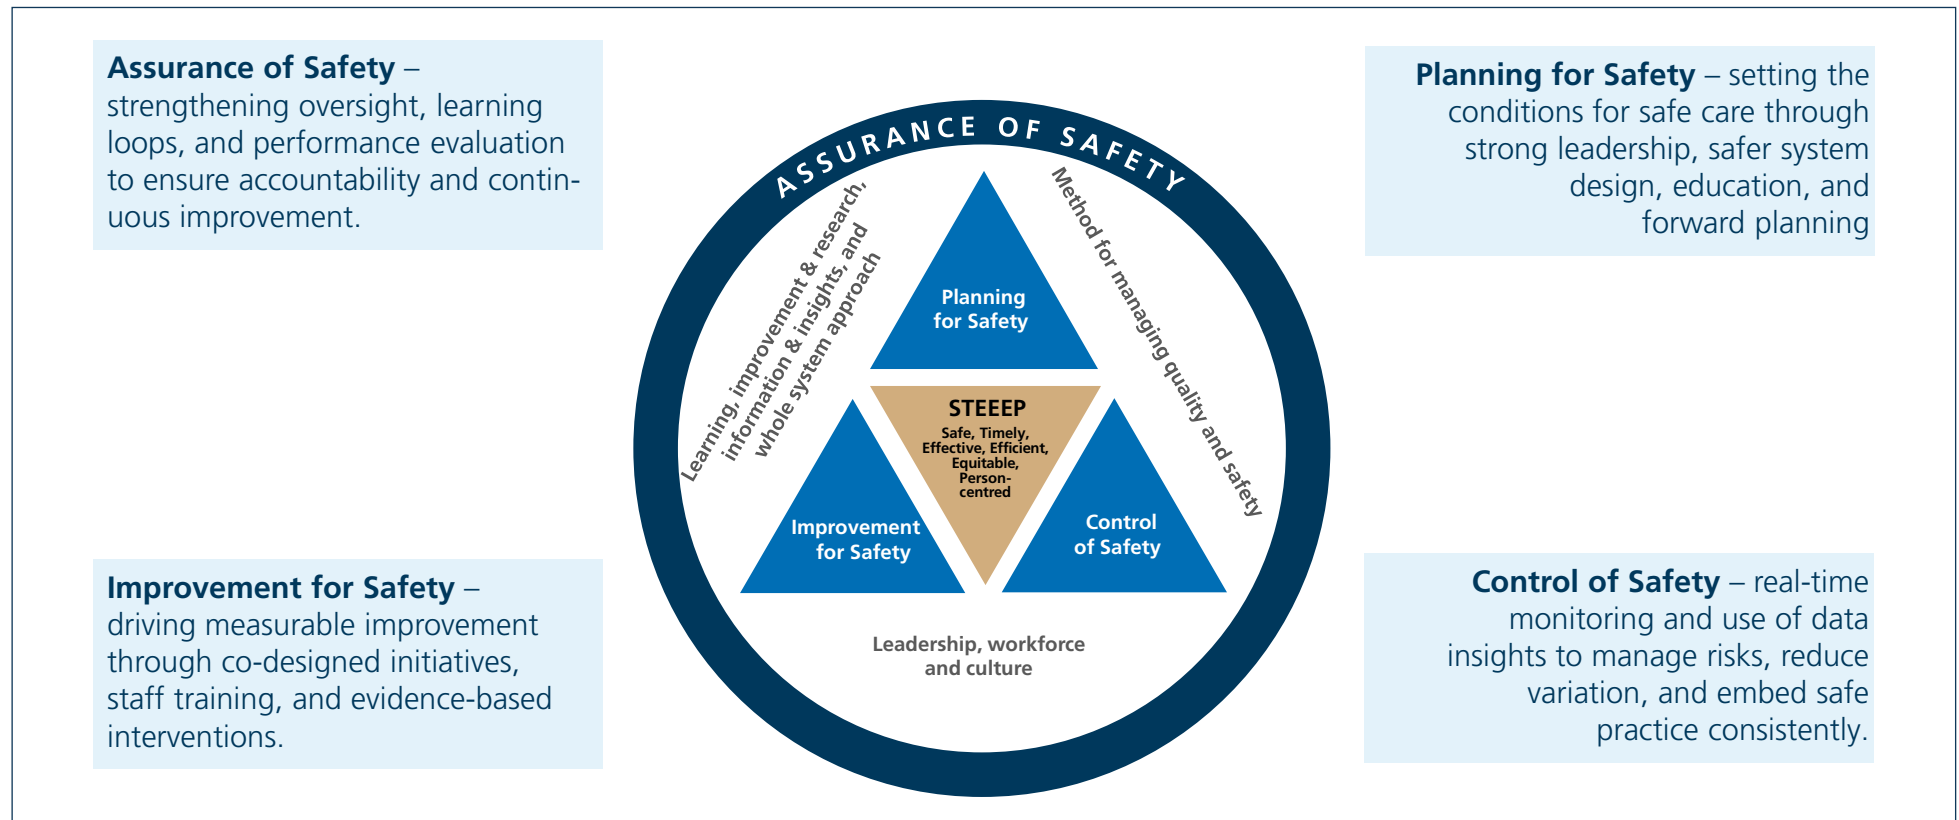 Assurance of Safety –
strengthening oversight, learning
loops, and performance evaluation
to ensure accountability and contin-
uous improvement.
Planning for Safety – setting the
conditions for safe care through
strong leadership, safer system
design, education, and
forward planning
ASSURANCE OF SAFETY
Learning, improvement & research,
information & insights, and
whole system approach
Method for managing quality and safety
Planning
for Safety
STEEEP
Safe, Timely,
Effective, Efficient,
Equitable,
Person-
centred
Improvement
for Safety
Control
of Safety
Leadership, workforce
and culture
Improvement for Safety –
driving measurable improvement
through co-designed initiatives,
staff training, and evidence-based
interventions.
Control of Safety – real-time
monitoring and use of data
insights to manage risks, reduce
variation, and embed safe
practice consistently.